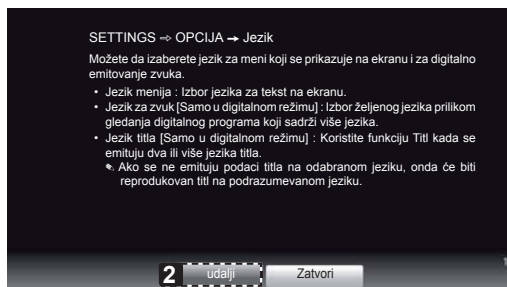 SETTINGS ⇨ OPCIJA ➞ Jezik
Možete da izaberete jezik za meni koji se prikazuje na ekranu i za digitalno
emitovanje zvuka.
• Jezik menija : Izbor jezika za tekst na ekranu.
• Jezik za zvuk [Samo u digitalnom režimu] : Izbor željenog jezika prilikom
gledanja digitalnog programa koji sadrži više jezika.
• Jezik titla [Samo u digitalnom režimu] : Koristite funkciju Titl kada se
emituju dva ili više jezika titla.
✎ Ako se ne emituju podaci titla na odabranom jeziku, onda će biti
reprodukovan titl na podrazumevanom jeziku.
2 udalji Zatvori